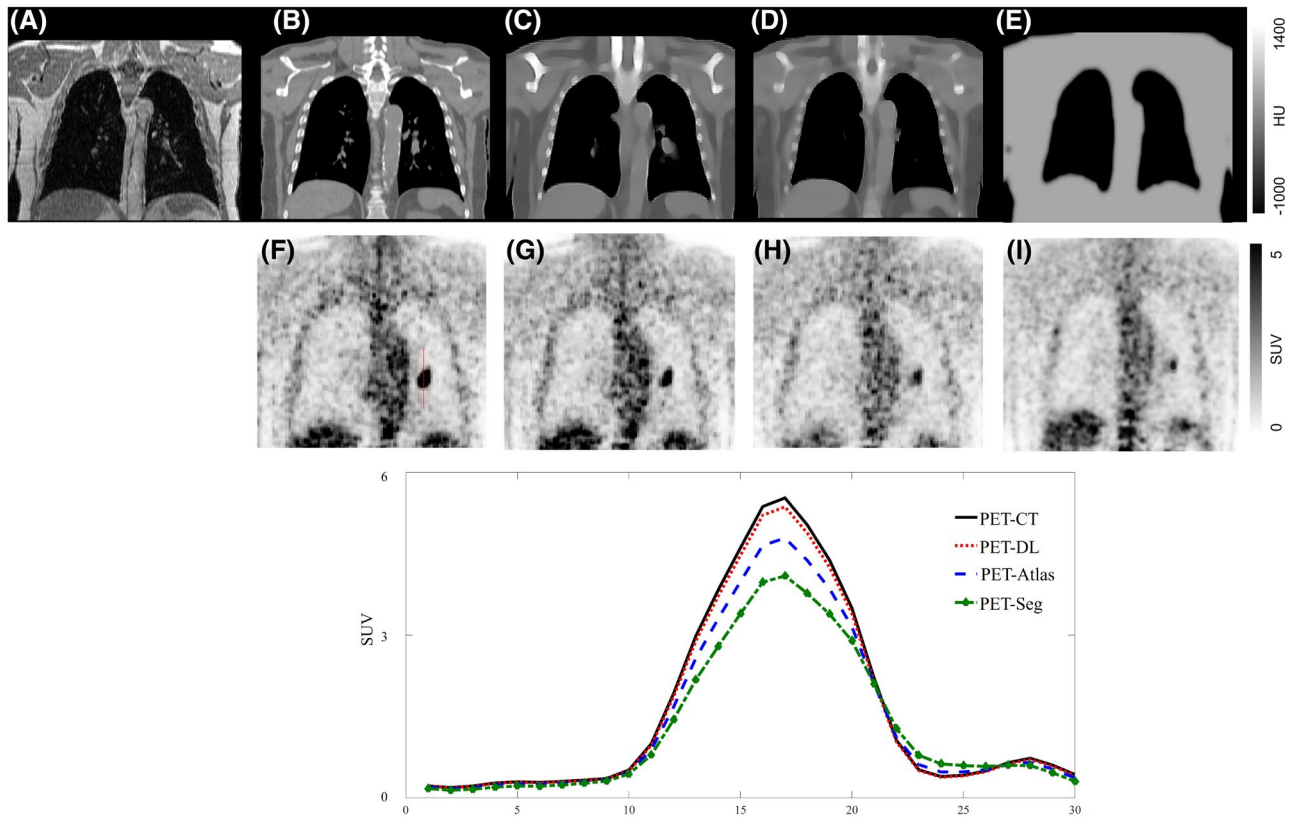 (A) (B) (C) (D) (E)
1400
HU
-1000
(F) (G) (H) (I)
5
SUV
0
6
3
0
SUV
PET-CT
PET-DL
PET-Atlas
PET-Seg
0 5 10 15 20 25 30